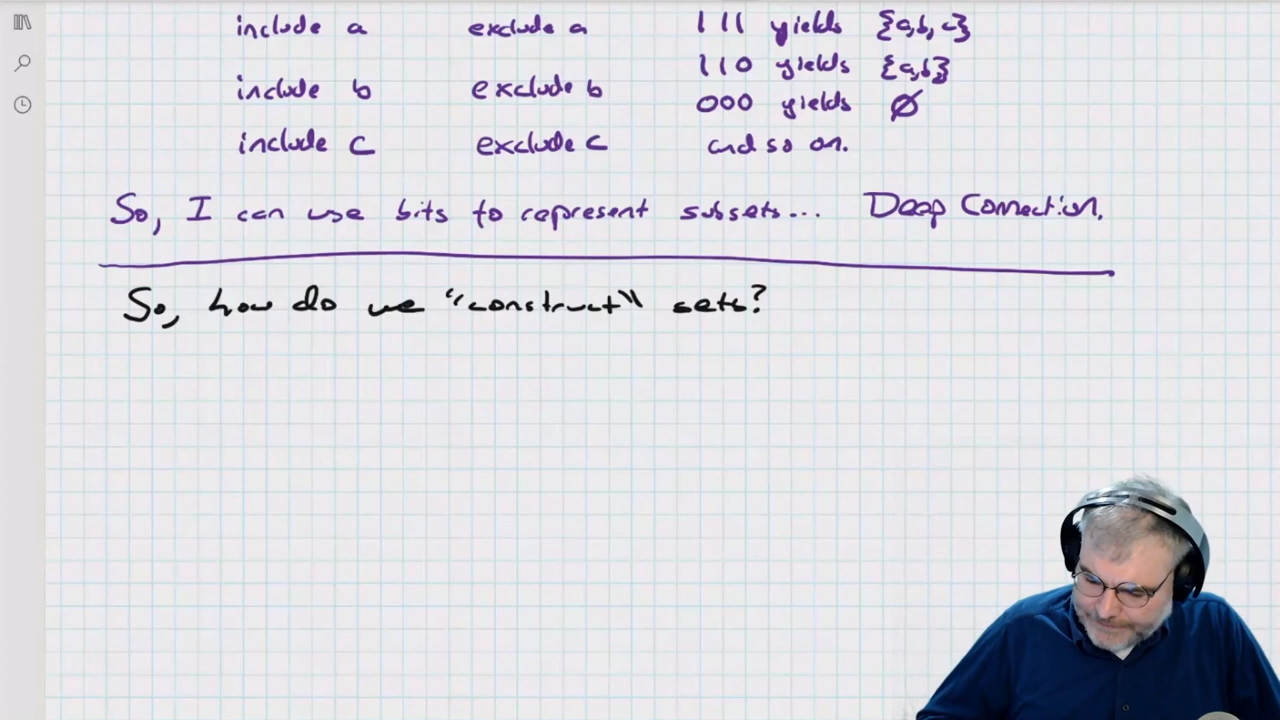 include a exclude a 111 yields {a,b,c}
include b exclude b 110 yields {a,b}
000 yields ∅
include c exclude c and so on.
So, I can use bits to represent subsets... Deep Connection.
So, how do we "construct" sets?